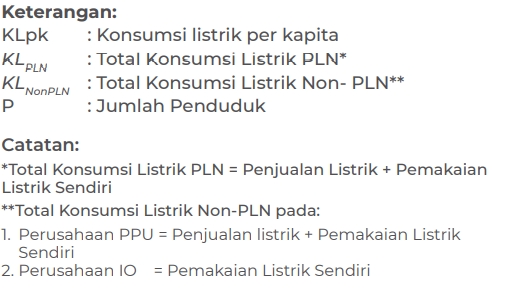 Keterangan:
KLpk : Konsumsi listrik per kapita
KL PLN : Total Konsumsi Listrik PLN*
KL NonPLN : Total Konsumsi Listrik Non- PLN**
P : Jumlah Penduduk
Catatan:
*Total Konsumsi Listrik PLN = Penjualan Listrik + Pemakaian
Listrik Sendiri
**Total Konsumsi Listrik Non-PLN pada:
1. Perusahaan PPU = Penjualan listrik + Pemakaian Listrik
Sendiri
2. Perusahaan IO = Pemakaian Listrik Sendiri